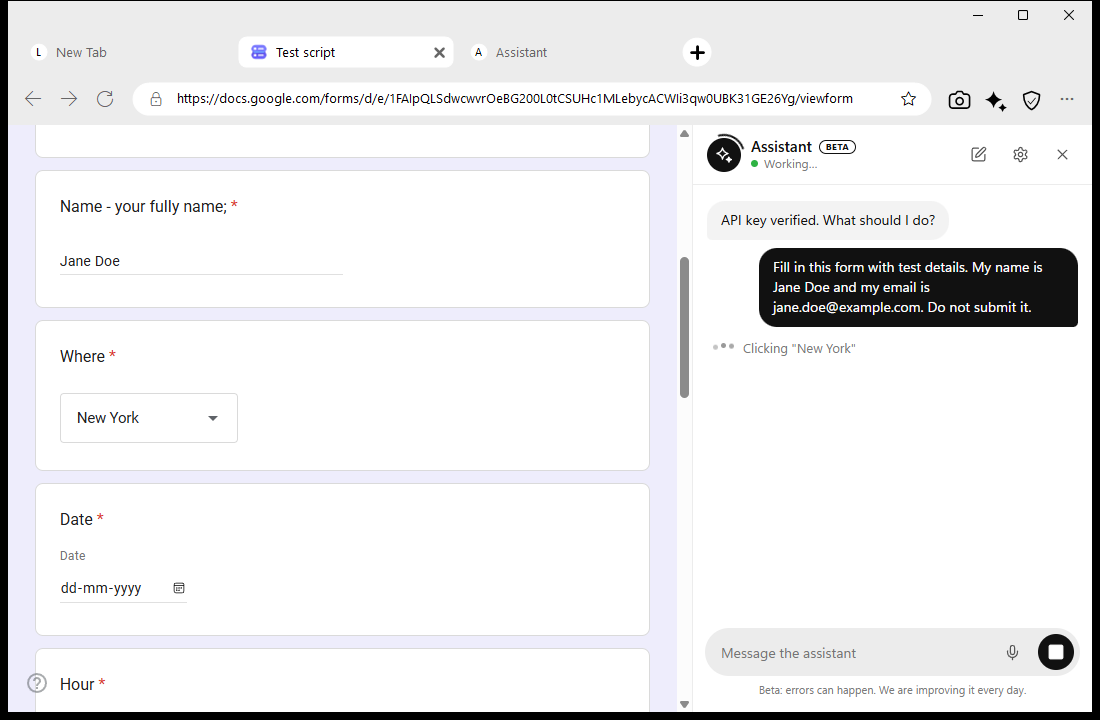 L New Tab
Test script
A Assistant
https://docs.google.com/forms/d/e/1FAIpQLSdwcwvrOeBG200L0tCSUHc1MLebycACWIi3qw0UBK31GE26Yg/viewform
Name - your fully name; *
Jane Doe
Where *
New York
Date *
Date
dd-mm-yyyy
Hour *
Assistant BETA
Working...
API key verified. What should I do?
Fill in this form with test details. My name is
Jane Doe and my email is
jane.doe@example.com. Do not submit it.
Clicking "New York"
Message the assistant
Beta: errors can happen. We are improving it every day.